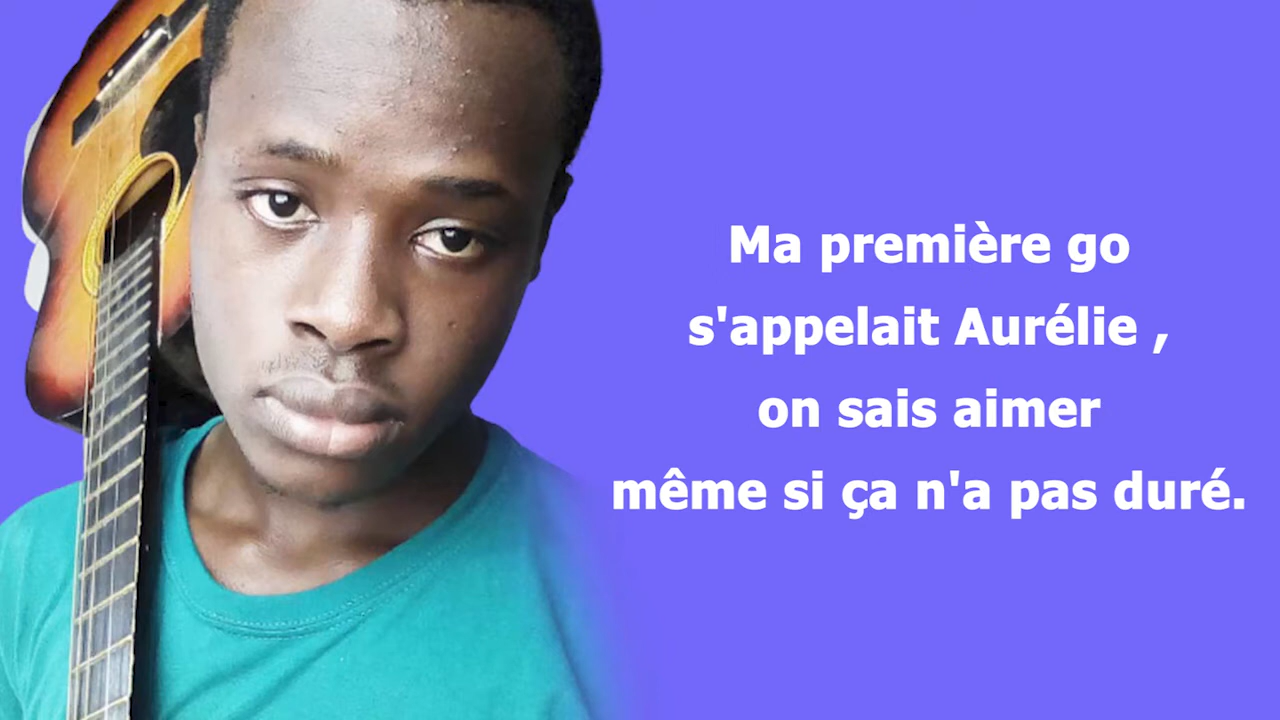 Ma première go
s'appelait Aurélie ,
on sais aimer
même si ça n'a pas duré.